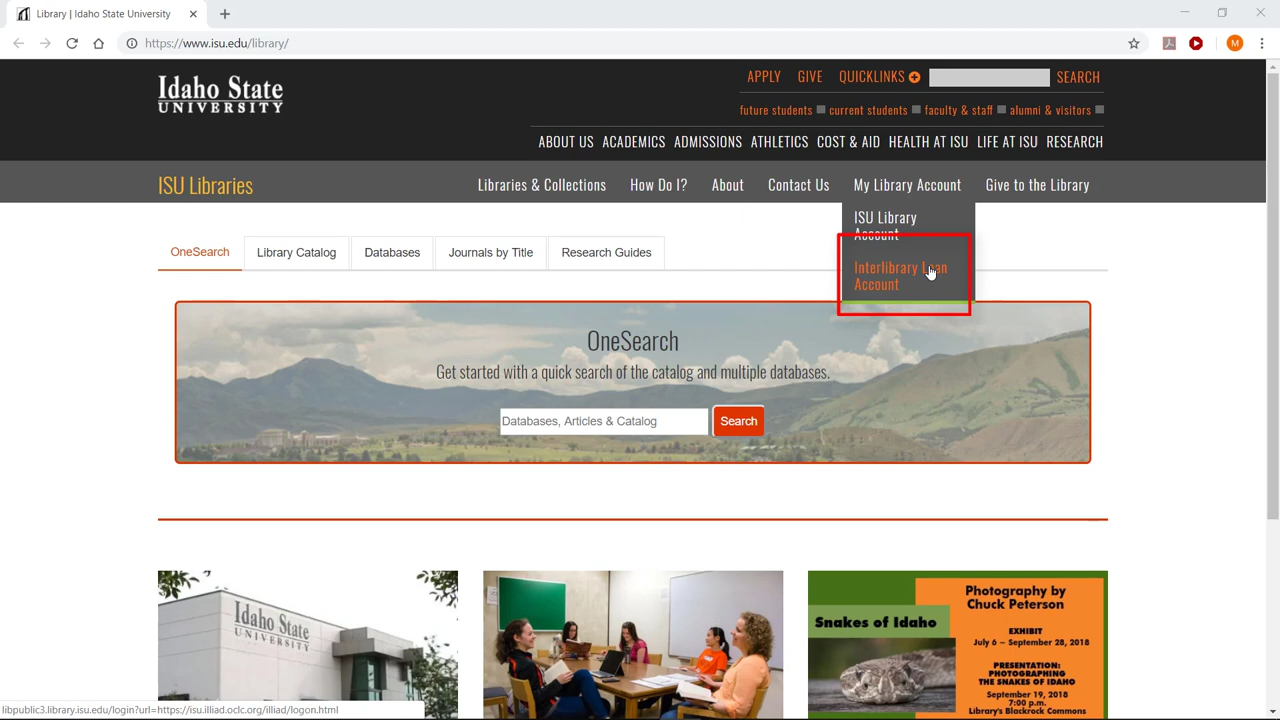 Library | Idaho State University
https://www.isu.edu/library/
M
Idaho State
UNIVERSITY
APPLY GIVE QUICKLINKS SEARCH
future students current students faculty & staff alumni & visitors
ABOUT US ACADEMICS ADMISSIONS ATHLETICS COST & AID HEALTH AT ISU LIFE AT ISU RESEARCH
ISU Libraries
Libraries & Collections How Do I? About Contact Us My Library Account Give to the Library
ISU Library
Account
Interlibrary Loan
Account
OneSearch Library Catalog Databases Journals by Title Research Guides
OneSearch
Get started with a quick search of the catalog and multiple databases.
Databases, Articles & Catalog Search
Idaho State
UNIVERSITY
Snakes of Idaho
Photography by
Chuck Peterson
EXHIBIT
July 6 – September 28, 2018
PRESENTATION:
PHOTOGRAPHING
THE SNAKES OF IDAHO
September 19, 2018
7:00 p.m.
Library's Blackrock Commons
libpublic3.library.isu.edu/login?url=https://isu.illiad.oclc.org/illiad/logon.html